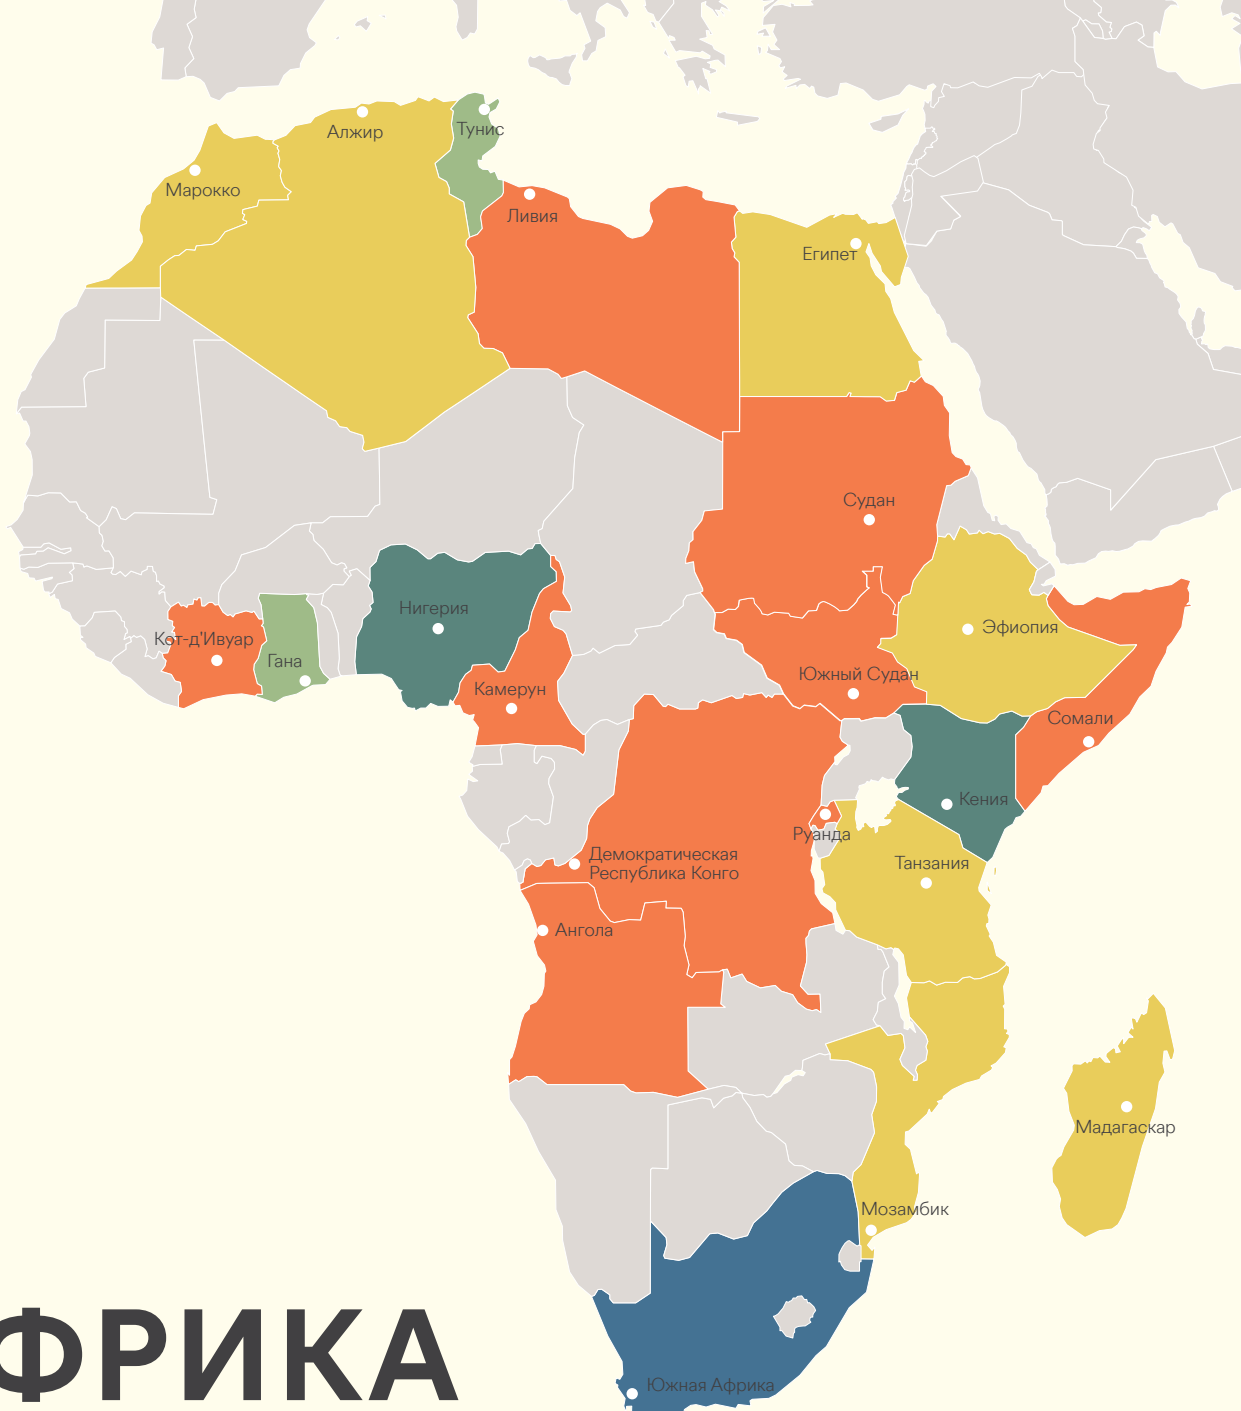 Алжир
Тунис
Марокко
Ливия
Египет
Судан
Нигерия
Эфиопия
Кот-д'Ивуар
Гана
Южный Судан
Камерун
Сомали
Кения
Руанда
Демократическая
Республика Конго
Танзания
Ангола
Мадагаскар
Мозамбик
ФРИКА
Южная Африка